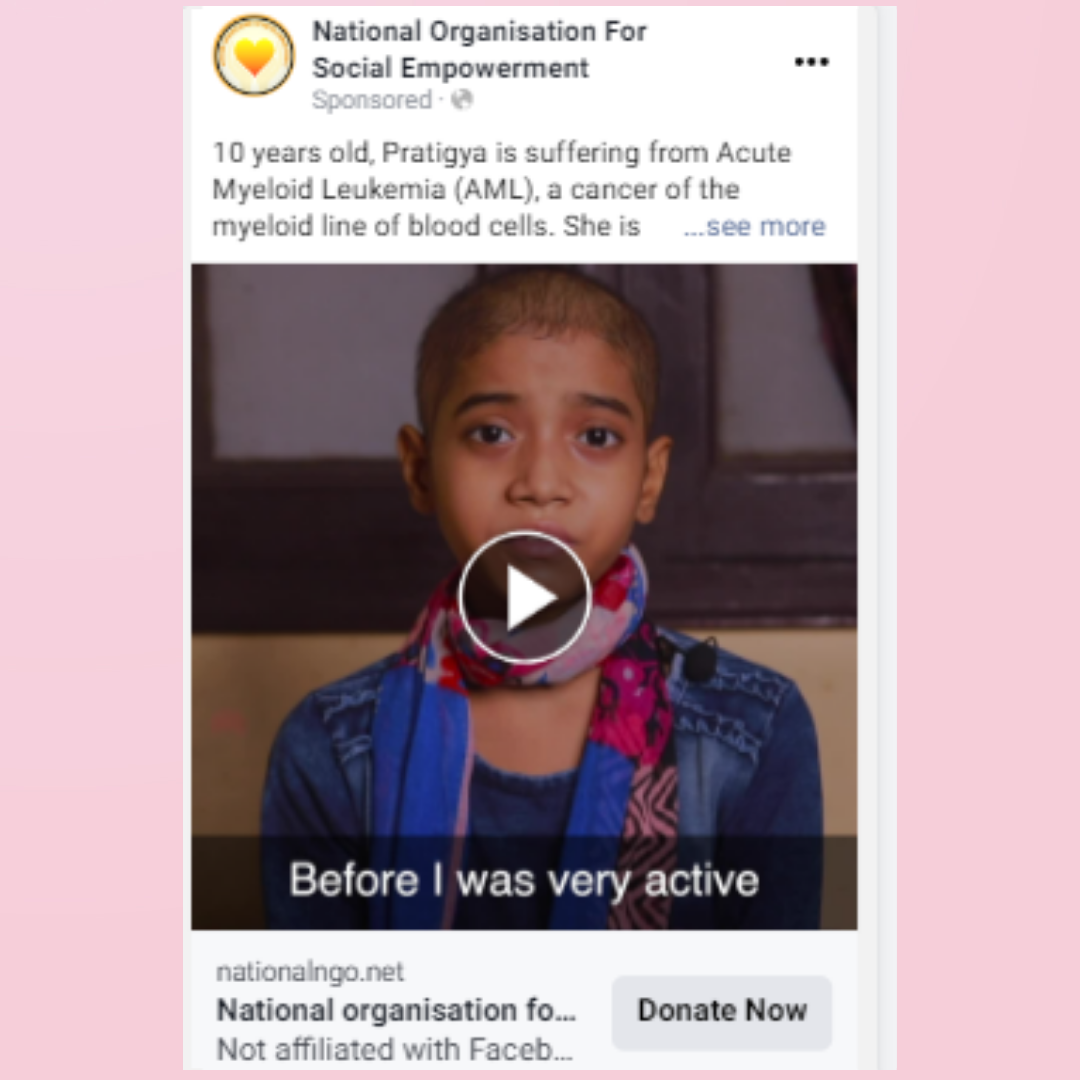 National Organisation For
Social Empowerment
Sponsored ·
10 years old, Pratigya is suffering from Acute
Myeloid Leukemia (AML), a cancer of the
myeloid line of blood cells. She is ...see more
Before I was very active
nationalngo.net
National organisation fo...
Donate Now
Not affiliated with Faceb...